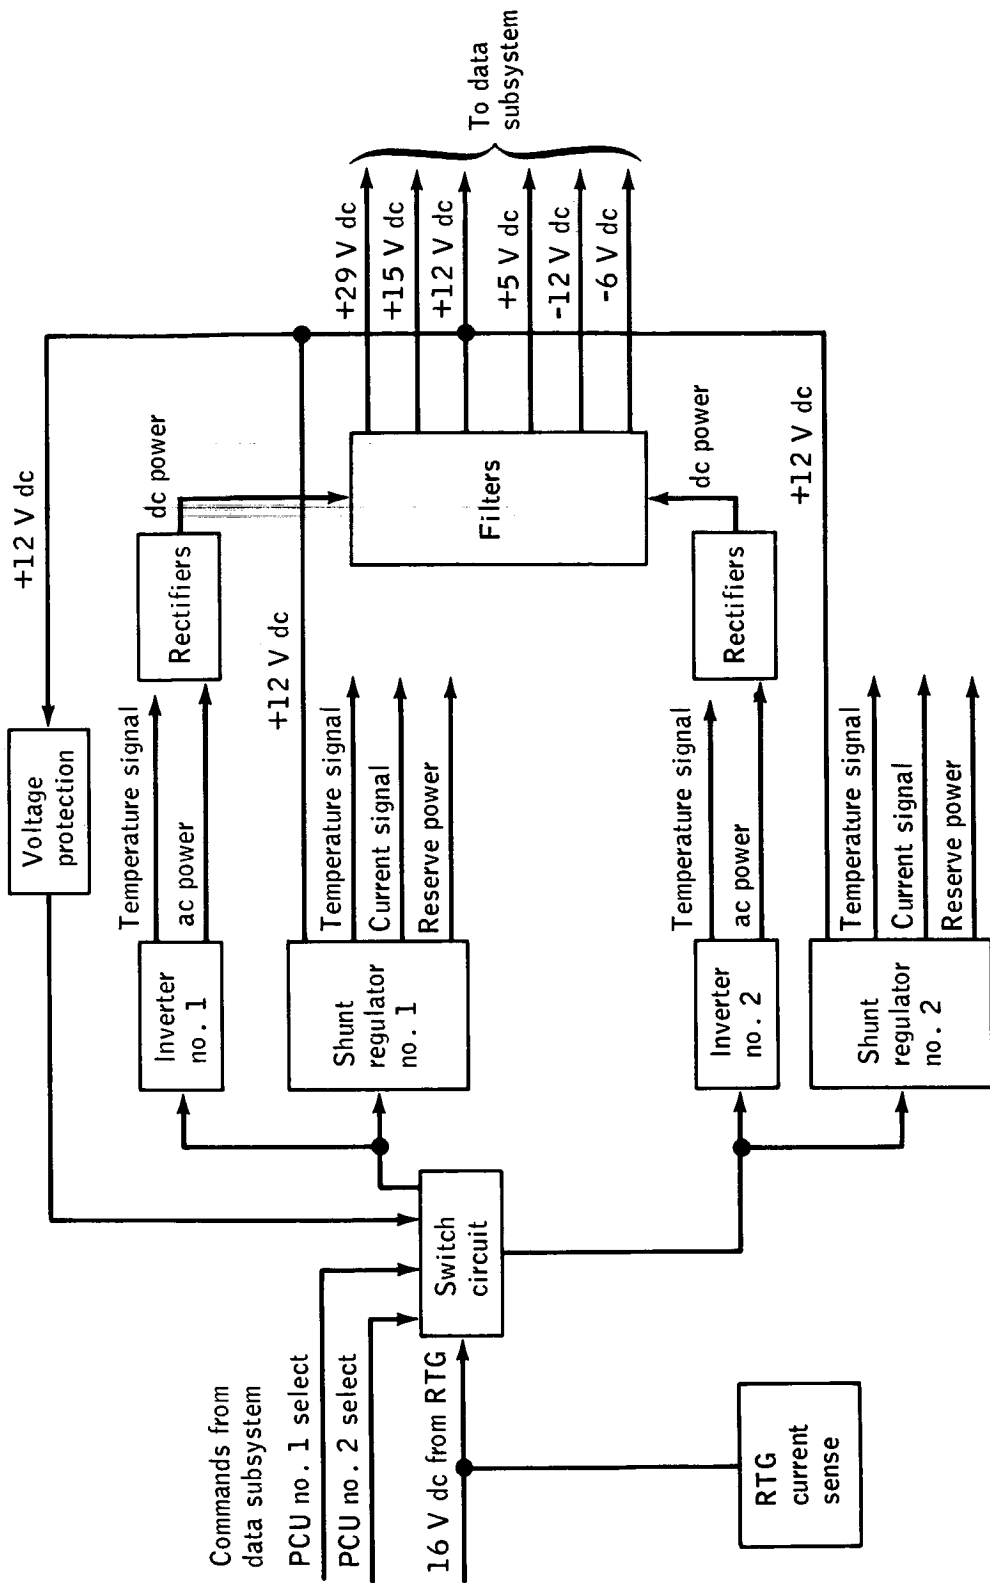 Commands from
data subsystem
PCU no. 1 select
PCU no. 2 select
16 V dc from RTG
RTG
current
sense
Switch
circuit
Voltage
protection
+12 V dc
Inverter
no. 1
Temperature signal
ac power
Rectifiers
dc power
Shunt
regulator
no. 1
+12 V dc
Temperature signal
Current signal
Reserve power
Filters
+29 V dc
+15 V dc
+12 V dc
+5 V dc
-12 V dc
-6 V dc
To data
subsystem
Inverter
no. 2
Temperature signal
ac power
Rectifiers
dc power
Shunt
regulator
no. 2
+12 V dc
Temperature signal
Current signal
Reserve power